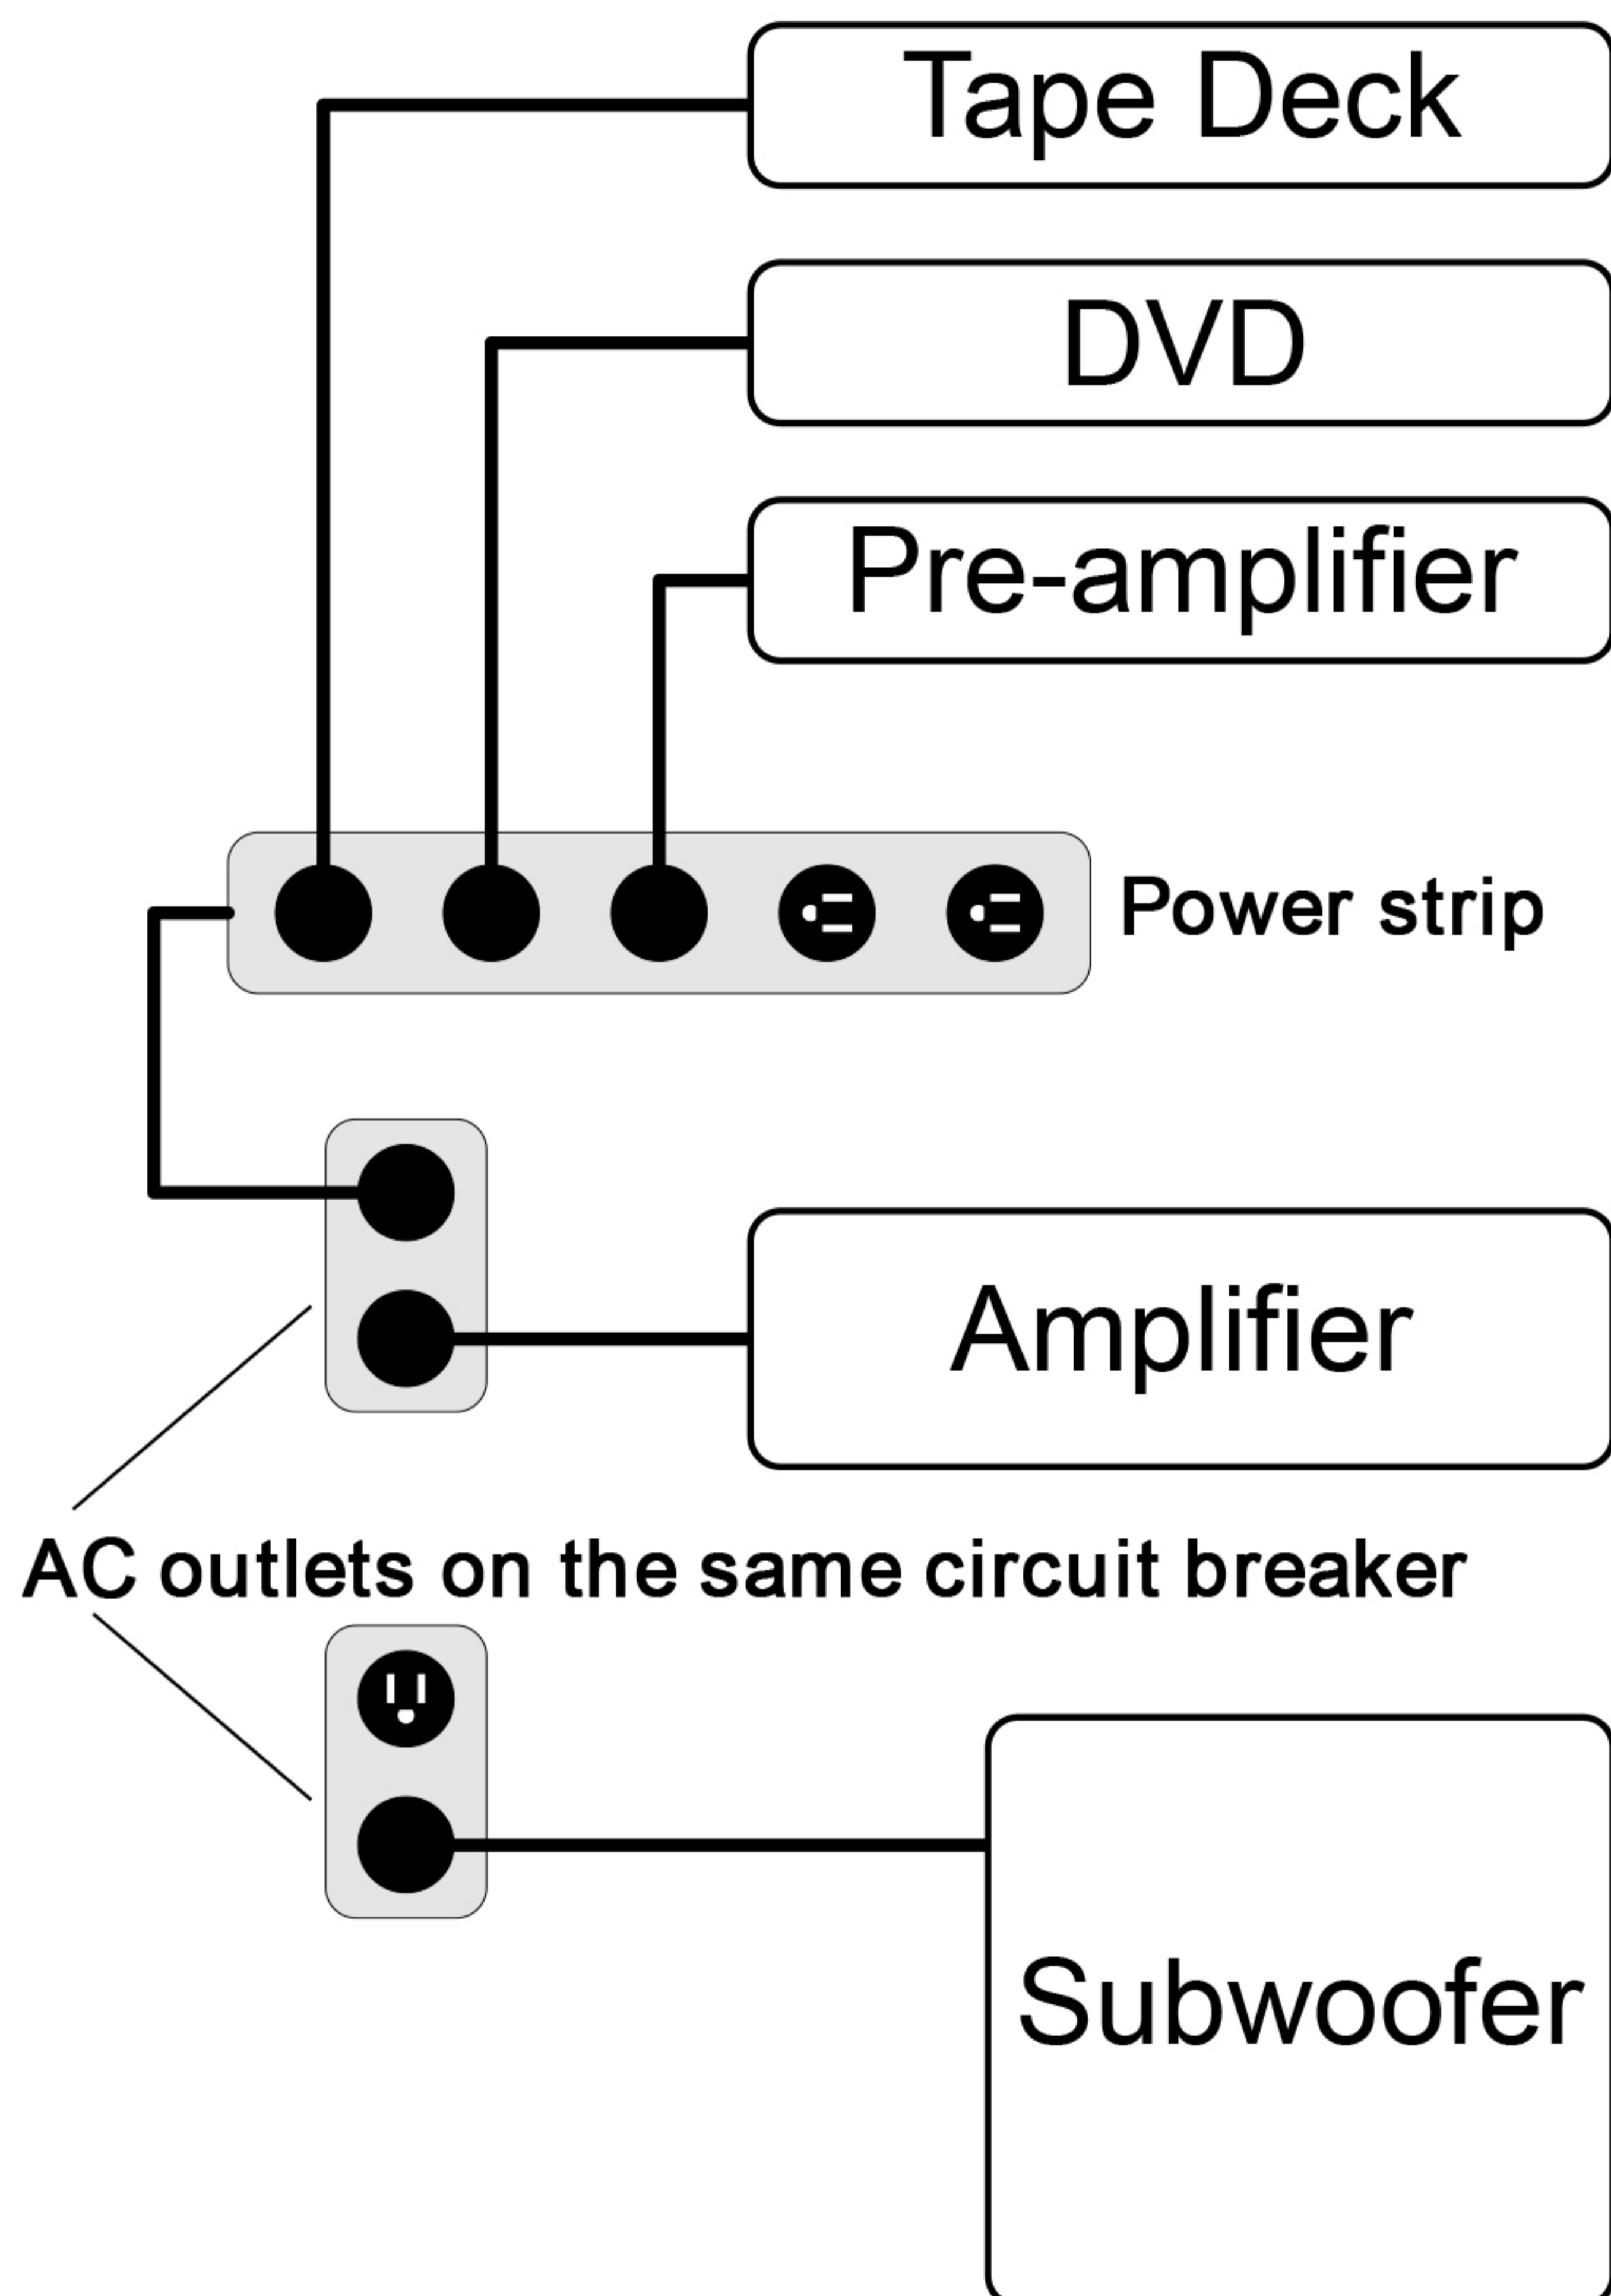 Tape Deck
DVD
Pre-amplifier
Power strip
Amplifier
AC outlets on the same circuit breaker
Subwoofer